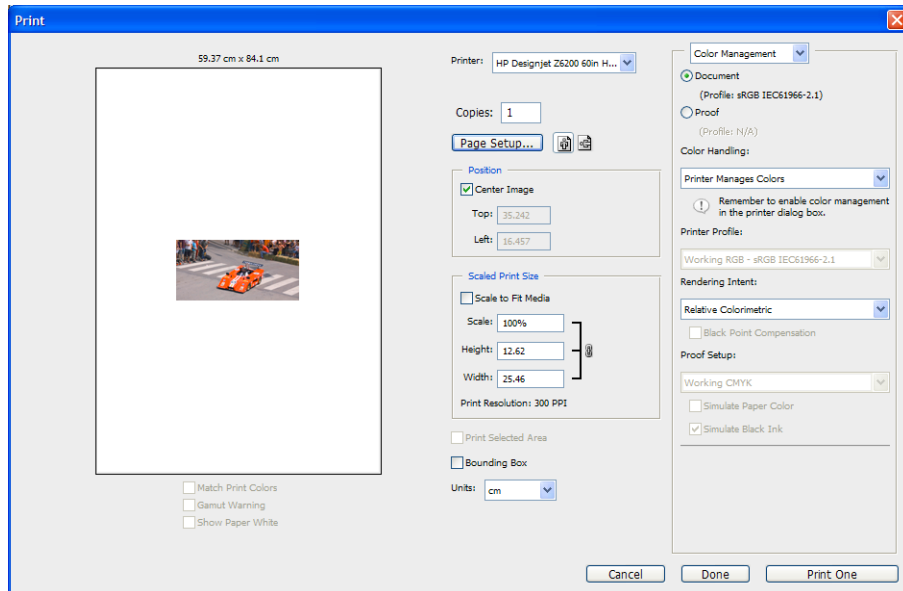 Print
59.37 cm x 84.1 cm
Match Print Colors
Gamut Warning
Show Paper White
Printer: HP Designjet Z6200 60in H...
Copies: 1
Page Setup...
Position
Center Image
Top: 35.242
Left: 16.457
Scaled Print Size
Scale to Fit Media
Scale: 100%
Height: 12.62
Width: 25.46
Print Resolution: 300 PPI
Print Selected Area
Bounding Box
Units: cm
Color Management
Document
(Profile: sRGB IEC61966-2.1)
Proof
(Profile: N/A)
Color Handling:
Printer Manages Colors
Remember to enable color management
in the printer dialog box.
Printer Profile:
Working RGB - sRGB IEC61966-2.1
Rendering Intent:
Relative Colorimetric
Black Point Compensation
Proof Setup:
Working CMYK
Simulate Paper Color
Simulate Black Ink
Cancel
Done
Print One